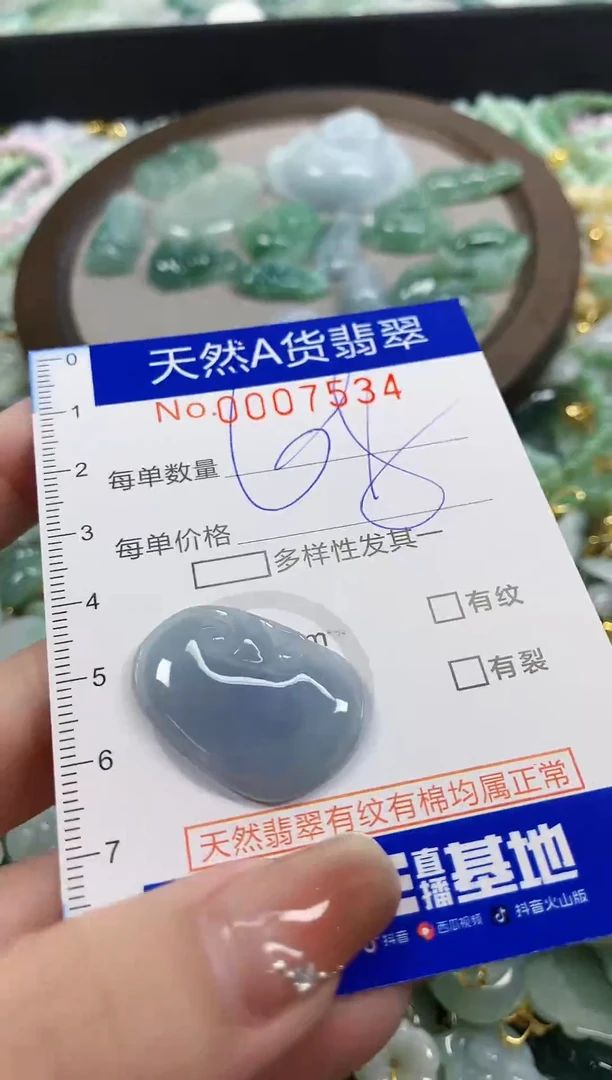 天然A货翡翠
0
No.0007534
1
68
2
每单数量
3
每单价格
多样性发其一
4
有纹
m
有裂
5
6
天然翡翠有纹有棉均属正常
7
直播基地
抖音 西瓜视频 抖音火山版